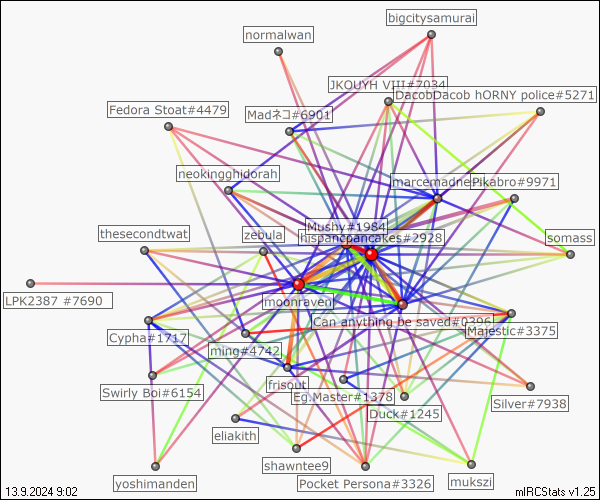 bigcitysamurai
normalwan
JKOUYH VIII#7034
DacobDacob hORNY police#5271
Fedora Stoat#4479
Madネコ#6901
neokingghidorah
marcemadne
Pikabro#9971
Mushy#1984
thesecondtwat
zebula
hispancpancakes#2928
somass
LPK2387 #7690
moonraven
Can anything be saved#0396
Cypha#1717
Majestic#3375
ming#4742
frisout
Swirly Boi#6154
Eg.Master#1378
Silver#7938
Duck#1245
eliakith
shawntee9
yoshimanden
Pocket Persona#3326
mukszi
13.9.2024 9:02
mIRCStats v1.25